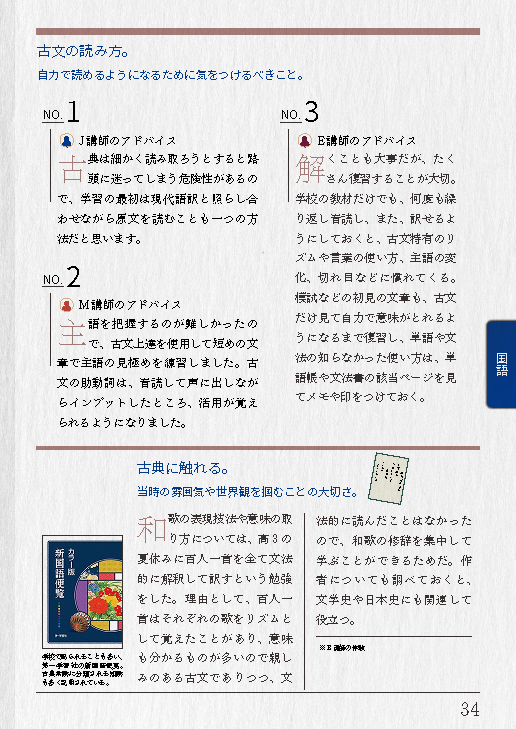 古文の読み方。
自力で読めるようになるために気をつけるべきこと。
NO. 1
J講師のアドバイス
古典は細かく読み取ろうとすると路
頭に迷ってしまう危険性があるの
で、学習の最初は現代語訳と照らし合
わせながら原文を読むことも一つの方
法だと思います。
NO. 2
M講師のアドバイス
主語を把握するのが難しかったの
で、古文上達を使用して短めの文
章で主語の見極めを練習しました。古
文の助動詞は、音読して声に出しなが
らインプットしたところ、活用が覚え
られるようになりました。
NO. 3
E講師のアドバイス
解くことも大事だが、たく
さん復習することが大切。
学校の教材だけでも、何度も繰
り返し音読し、また、訳せるよ
うにしておくと、古文特有のリ
ズムや言葉の使い方、主語の変
化、切れ目などに慣れてくる。
模試などの初見の文章も、古文
だけ見て自力で意味がとれるよ
うになるまで復習し、単語や文
法の知らなかった使い方は、単
語帳や文法書の該当ページを見
てメモや印をつけておく。
国語
古典に触れる。
当時の雰囲気や世界観を掴むことの大切さ。
和歌の表現技法や意味の取
り方については、高3の
夏休みに百人一首を全て文法
的に解釈して訳すという勉強
をした。理由として、百人一
首はそれぞれの歌をリズムと
して覚えたことがあり、意味
も分かるものが多いので親し
みのある古文でありつつ、文
法的に読んだことはなかった
ので、和歌の修辞を集中して
学ぶことができるためだ。作
者についても調べておくと、
文学史や日本史にも関連して
役立つ。
※E講師の体験
カラー版
新国語便覧
第一学習社
学校で配られることも多い、
第一学習社の新国語便覧。
古典常識に分類される知識
も多く記載されている。
34